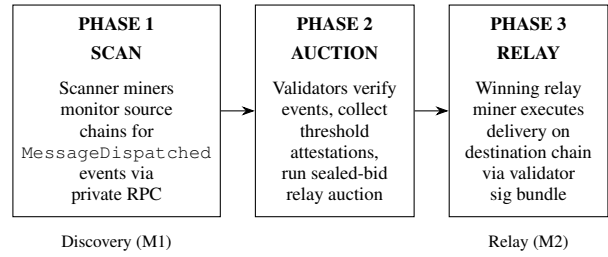 PHASE 1
SCAN
Scanner miners
monitor source
chains for
MessageDispatched
events via
private RPC
Discovery (M1)
PHASE 2
AUCTION
Validators verify
events, collect
threshold
attestations,
run sealed-bid
relay auction
PHASE 3
RELAY
Winning relay
miner executes
delivery on
destination chain
via validator
sig bundle
Relay (M2)